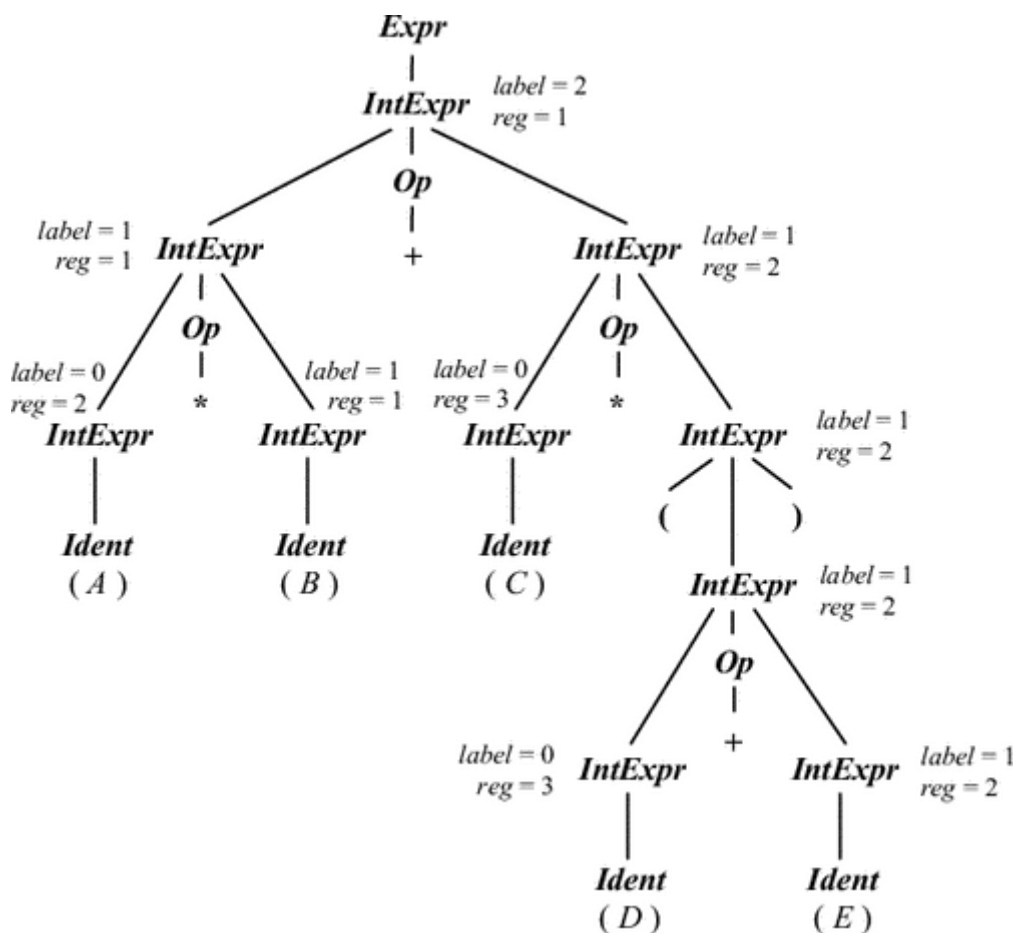 Expr
IntExpr
label = 2
reg = 1
Op
+
label = 1
reg = 1
IntExpr
IntExpr
label = 1
reg = 2
Op
*
Op
*
label = 0
reg = 2
IntExpr
label = 1
reg = 1
IntExpr
label = 0
reg = 3
IntExpr
IntExpr
label = 1
reg = 2
( )
Ident
( A )
Ident
( B )
Ident
( C )
IntExpr
label = 1
reg = 2
Op
+
label = 0
reg = 3
IntExpr
IntExpr
label = 1
reg = 2
Ident
( D )
Ident
( E )